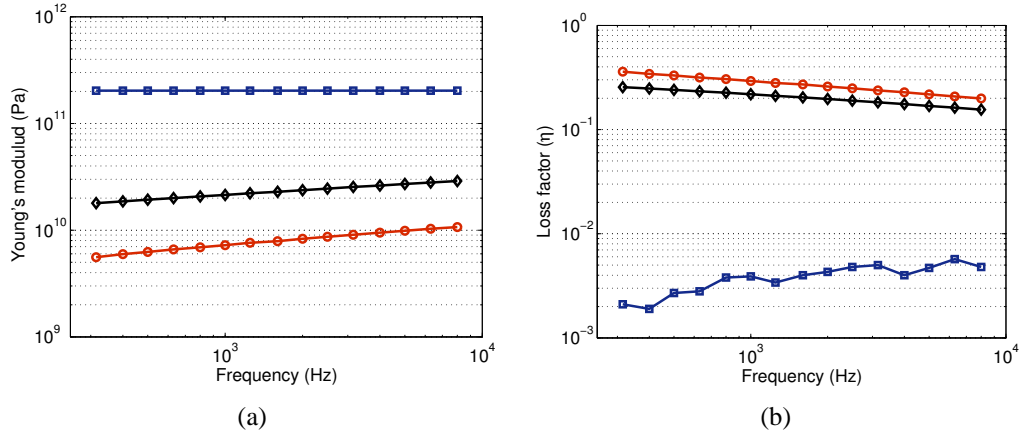 10^12
10^11
10^10
10^9
Young's modulud (Pa)
10^3
10^4
Frequency (Hz)
(a)
10^0
10^−1
10^−2
10^−3
Loss factor (η)
10^3
10^4
Frequency (Hz)
(b)